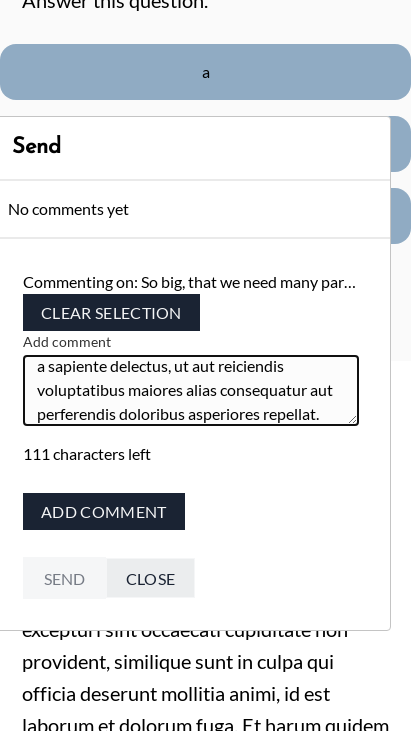 Answer this question.
a
Send
No comments yet
Commenting on: So big, that we need many par...
CLEAR SELECTION
Add comment
a sapiente delectus, ut aut reiciendis
voluptatibus maiores alias consequatur aut
perferendis doloribus asperiores repellat.
111 characters left
ADD COMMENT
SEND CLOSE
excepturi sint occaecati cupiditate non
provident, similique sunt in culpa qui
officia deserunt mollitia animi, id est
laborum et dolorum fuga. Et harum quidem